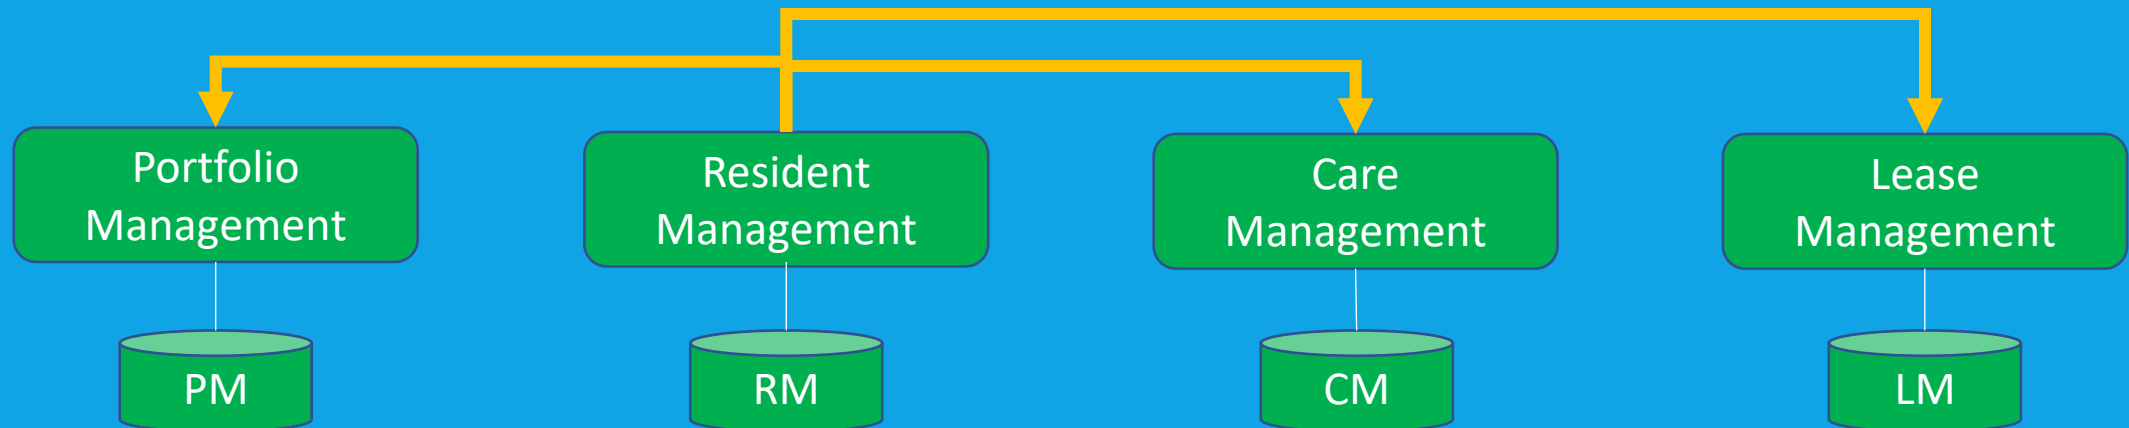 Portfolio
Management
Resident
Management
Care
Management
Lease
Management
PM
RM
CM
LM